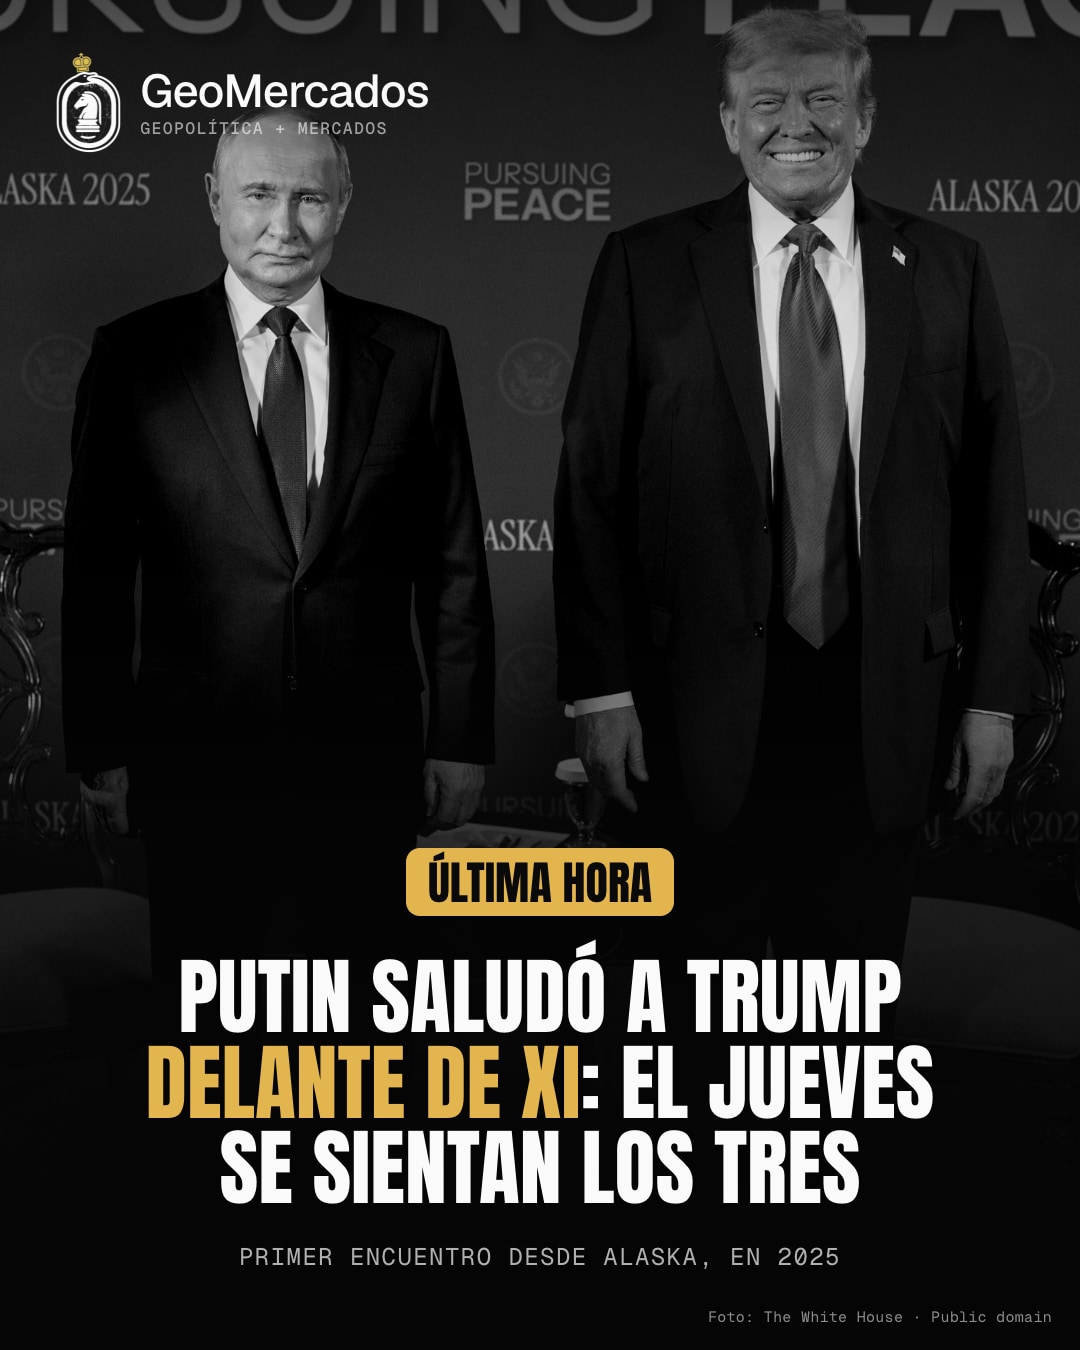 GeoMercados
GEOPOLÍTICA + MERCADOS
ALASKA 2025
PURSUING
PEACE
ALASKA 20
ASKA
ÚLTIMA HORA
PUTIN SALUDÓ A TRUMP
DELANTE DE XI: EL JUEVES
SE SIENTAN LOS TRES
PRIMER ENCUENTRO DESDE ALASKA, EN 2025
Foto: The White House · Public domain